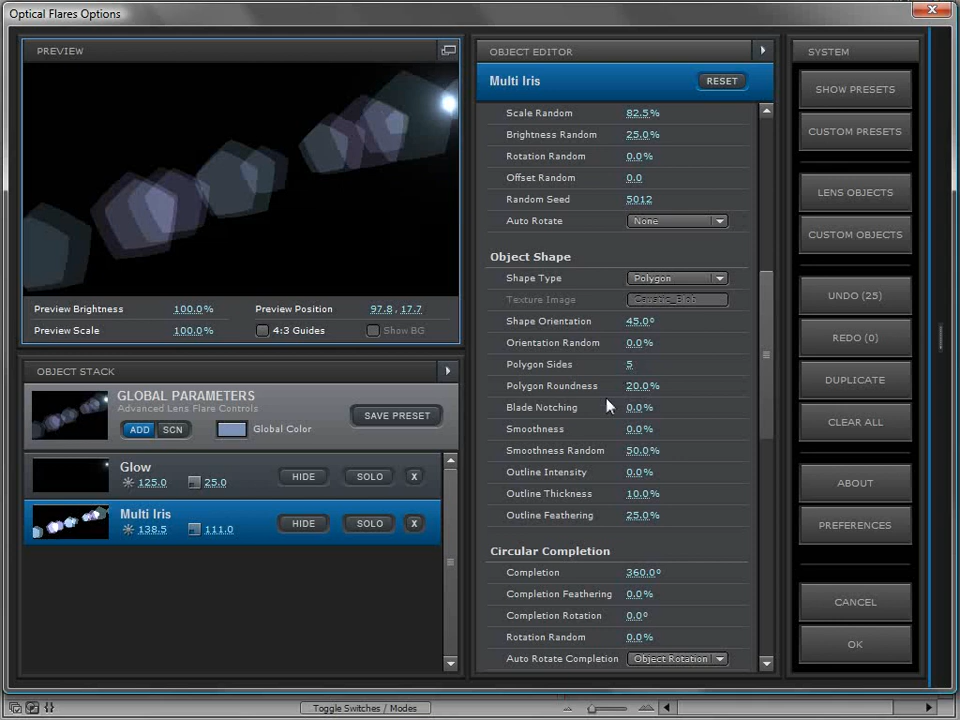 Optical Flares Options
PREVIEW
Preview Brightness 100.0% Preview Position 97.8 , 17.7
Preview Scale 100.0% 4:3 Guides Show BG
OBJECT STACK
GLOBAL PARAMETERS
Advanced Lens Flare Controls
ADD SCN Global Color SAVE PRESET
Glow
125.0 25.0 HIDE SOLO X
Multi Iris
138.5 111.0 HIDE SOLO X
OBJECT EDITOR
Multi Iris RESET
Scale Random 82.5%
Brightness Random 25.0%
Rotation Random 0.0%
Offset Random 0.0
Random Seed 5012
Auto Rotate None
Object Shape
Shape Type Polygon
Texture Image Caustic_Blob
Shape Orientation 45.0º
Orientation Random 0.0%
Polygon Sides 5
Polygon Roundness 20.0%
Blade Notching 0.0%
Smoothness 0.0%
Smoothness Random 50.0%
Outline Intensity 0.0%
Outline Thickness 10.0%
Outline Feathering 25.0%
Circular Completion
Completion 360.0º
Completion Feathering 0.0%
Completion Rotation 0.0º
Rotation Random 0.0%
Auto Rotate Completion Object Rotation
SYSTEM
SHOW PRESETS
CUSTOM PRESETS
LENS OBJECTS
CUSTOM OBJECTS
UNDO (25)
REDO (0)
DUPLICATE
CLEAR ALL
ABOUT
PREFERENCES
CANCEL
OK
Toggle Switches / Modes